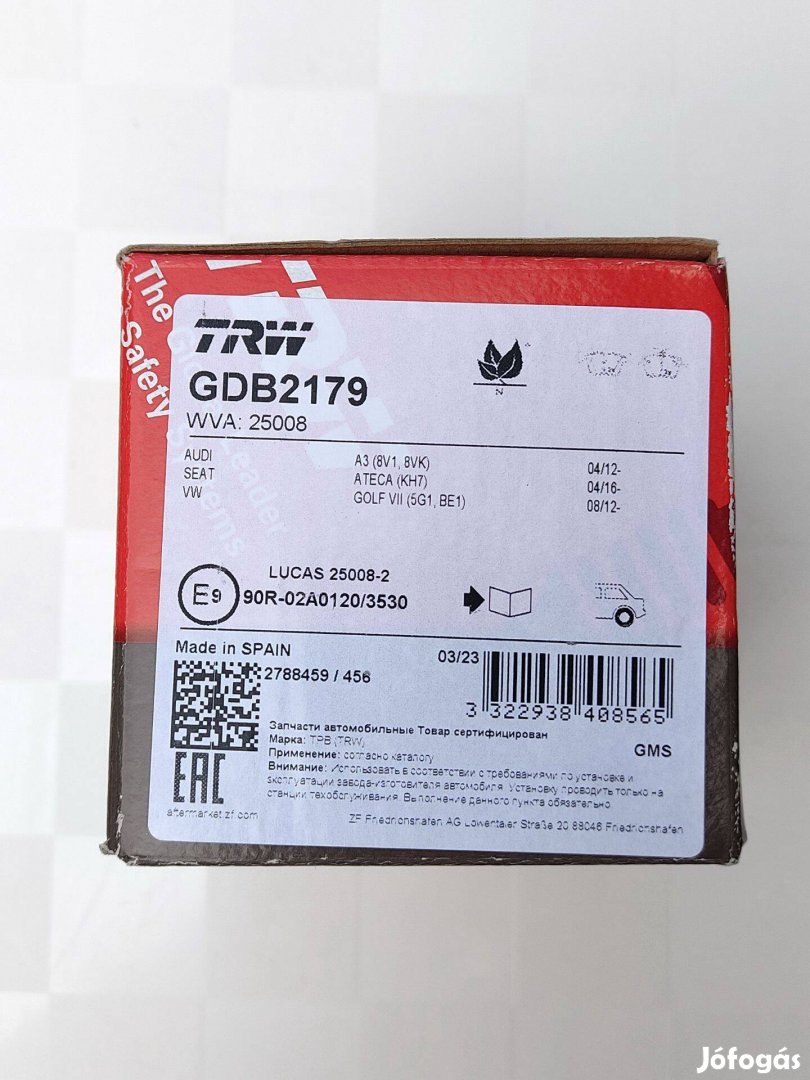 The Global Leader
Safety Systems
TRW
GDB2179
WVA: 25008
N
AUDI A3 (8V1, 8VK) 04/12-
SEAT ATECA (KH7) 04/16-
VW GOLF VII (5G1, BE1) 08/12-
LUCAS 25008-2
E9 90R-02A0120/3530
Made in SPAIN
2788459 / 456
03/23
3 322938 408565
Запчасти автомобильные Товар сертифицирован
Марка: ТРВ (TRW)
GMS
Применение: согласно каталогу
Внимание: Использовать в соответствии с требованиями по установке и
эксплуатации завода-изготовителя автомобиля. Установку проводить только на
станции техобслуживания. Выполнение данного пункта обязательно.
EAC
aftermarket.zf.com
ZF Friedrichshafen AG Löwentaler Straße 20 88046 Friedrichshafen
Jófogás